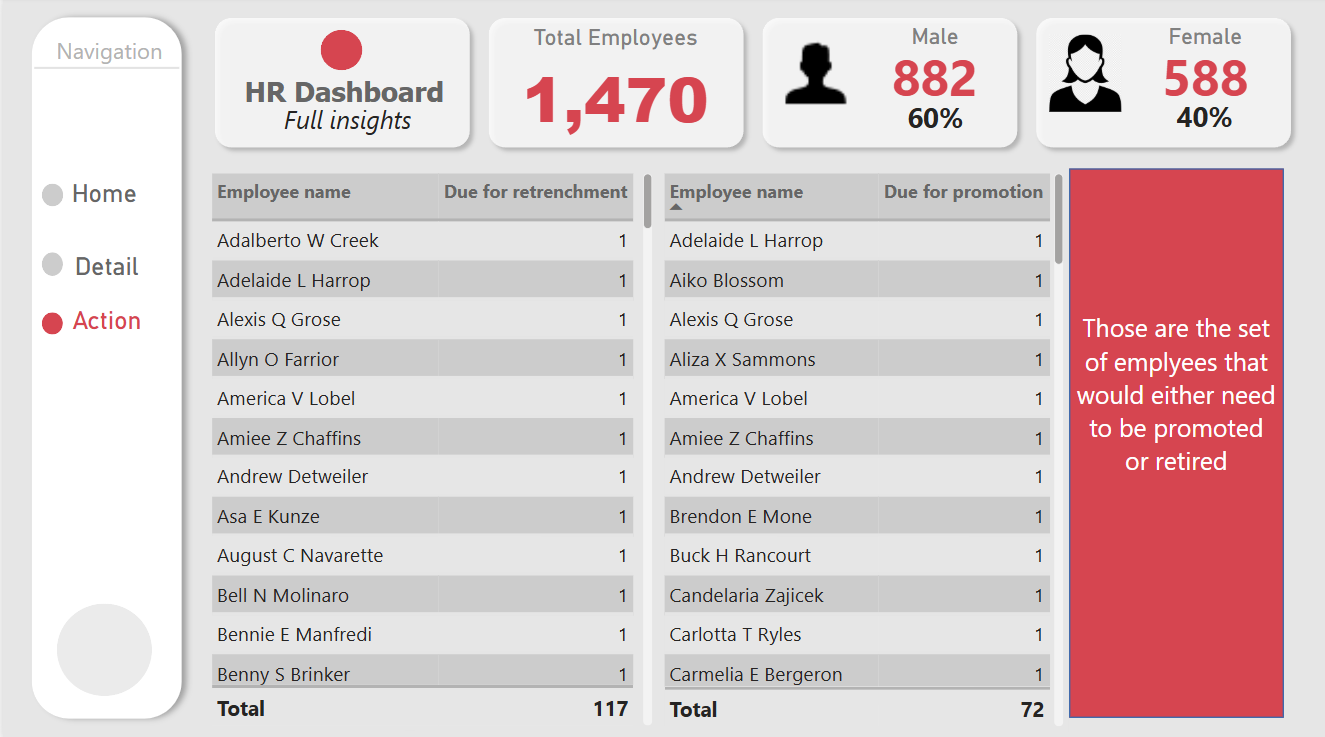 Navigation
Home
Detail
Action
HR Dashboard
Full insights
Total Employees
1,470
Male
882
60%
Female
588
40%
Employee name Due for retrenchment
Adalberto W Creek 1
Adelaide L Harrop 1
Alexis Q Grose 1
Allyn O Farrior 1
America V Lobel 1
Amiee Z Chaffins 1
Andrew Detweiler 1
Asa E Kunze 1
August C Navarette 1
Bell N Molinaro 1
Bennie E Manfredi 1
Benny S Brinker 1
Total 117
Employee name Due for promotion
Adelaide L Harrop 1
Aiko Blossom 1
Alexis Q Grose 1
Aliza X Sammons 1
America V Lobel 1
Amiee Z Chaffins 1
Andrew Detweiler 1
Brendon E Mone 1
Buck H Rancourt 1
Candelaria Zajicek 1
Carlotta T Ryles 1
Carmelia E Bergeron 1
Total 72
Those are the set
of emplyees that
would either need
to be promoted
or retired